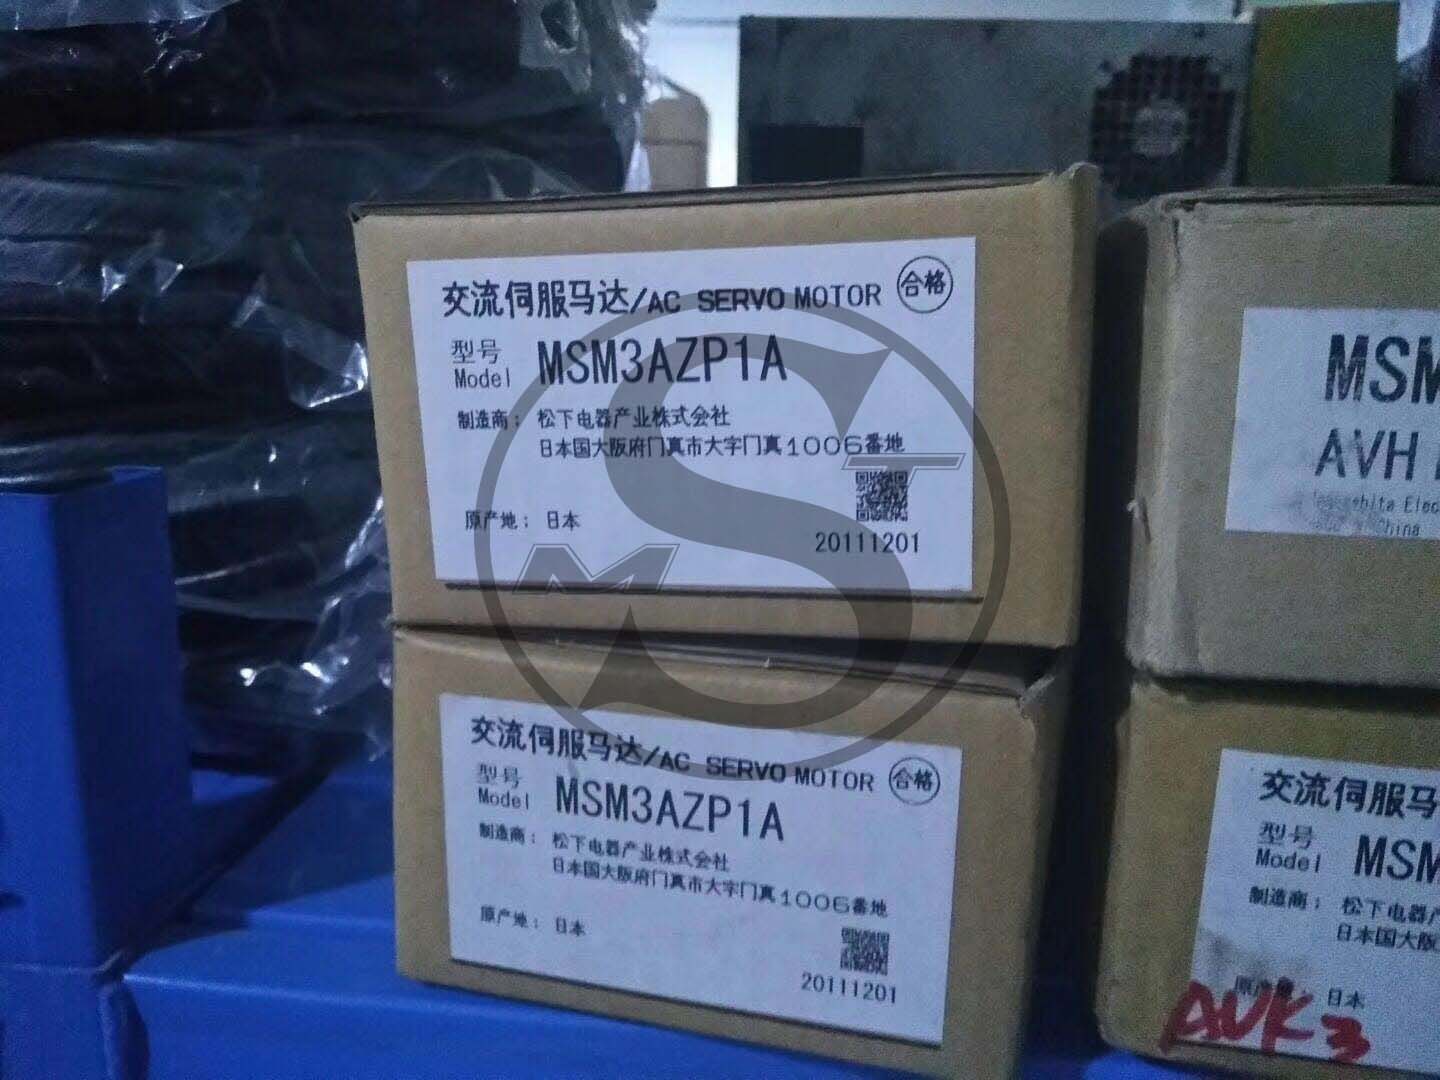 交流伺服马达/AC SERVO MOTOR 合格
型号
Model MSM3AZP1A
制造商：松下电器产业株式会社
日本国大阪府门真市大字门真1006番地
原产地：日本
20111201
交流伺服马达/AC SERVO MOTOR 合格
型号
Model MSM3AZP1A
制造商：松下电器产业株式会社
日本国大阪府门真市大字门真1006番地
原产地：日本
20111201
MSM
AVH
China
交流伺服马
型号
Model MSM
制造商：松下电器产
日本国大阪
原产地：日本
AVK3
M S T